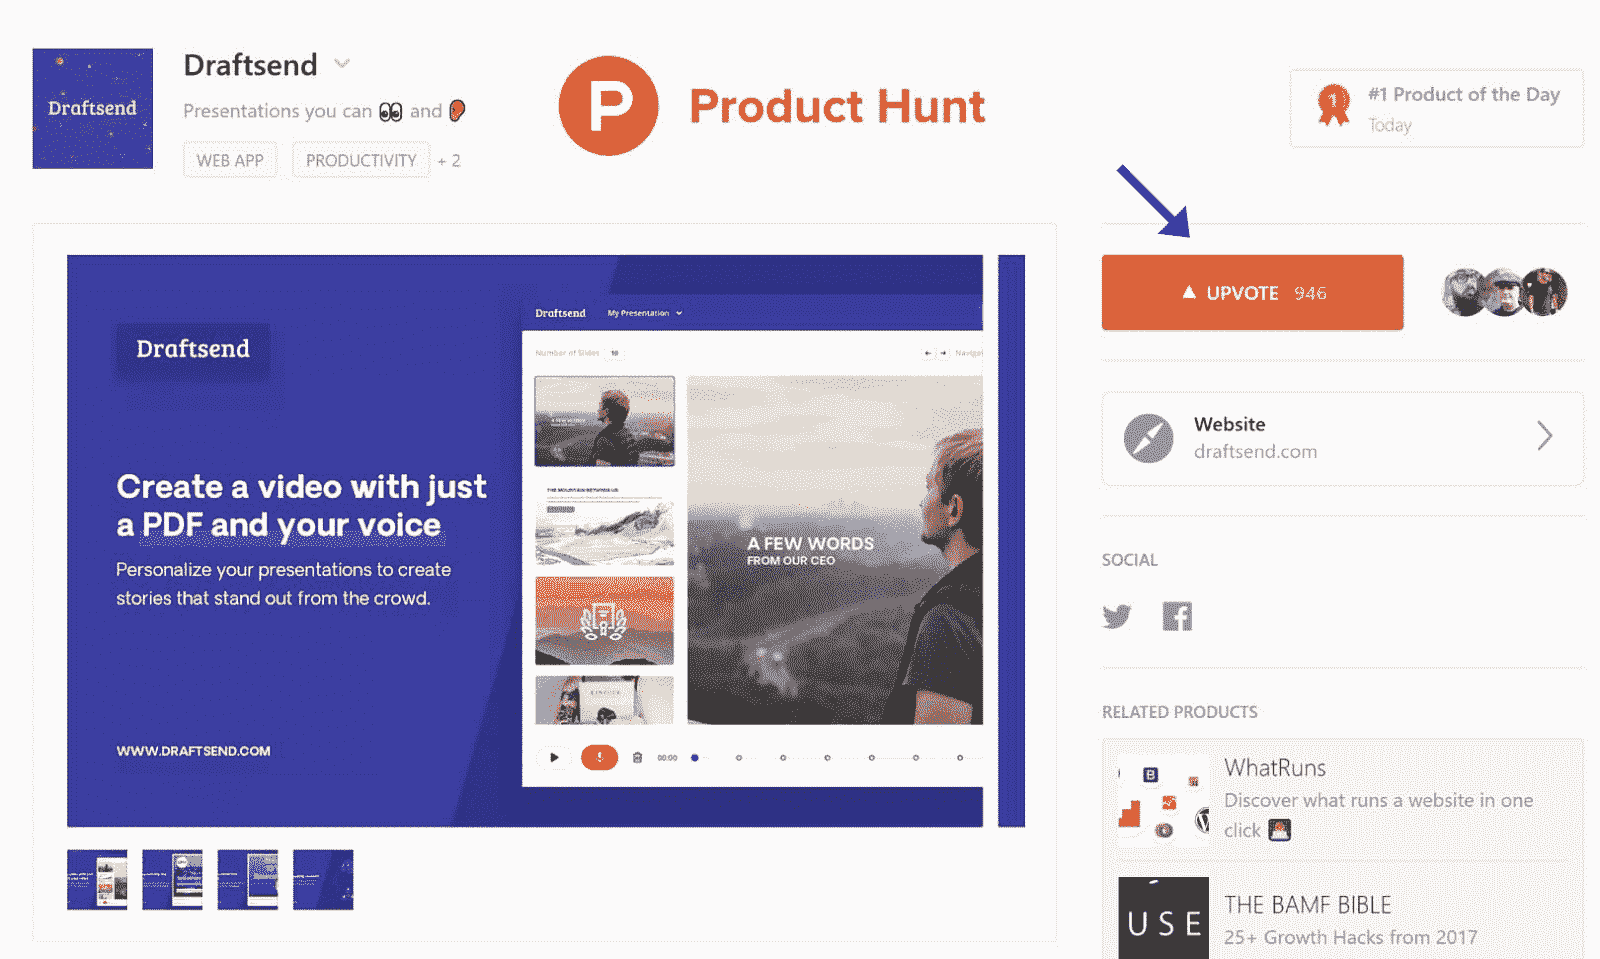 Draftsend
Draftsend
Presentations you can 👀 and 👂
WEB APP PRODUCTIVITY + 2
P Product Hunt
1
#1 Product of the Day
Today
Draftsend
Create a video with just
a PDF and your voice
Personalize your presentations to create
stories that stand out from the crowd.
WWW.DRAFTSEND.COM
Draftsend My Presentation
Number of Slides 10
Naviga
A FEW WORDS
FROM OUR CEO
00:00
▲ UPVOTE 946
Website
draftsend.com
SOCIAL
RELATED PRODUCTS
WhatRuns
Discover what runs a website in one
click
B
USE
THE BAMF BIBLE
25+ Growth Hacks from 2017